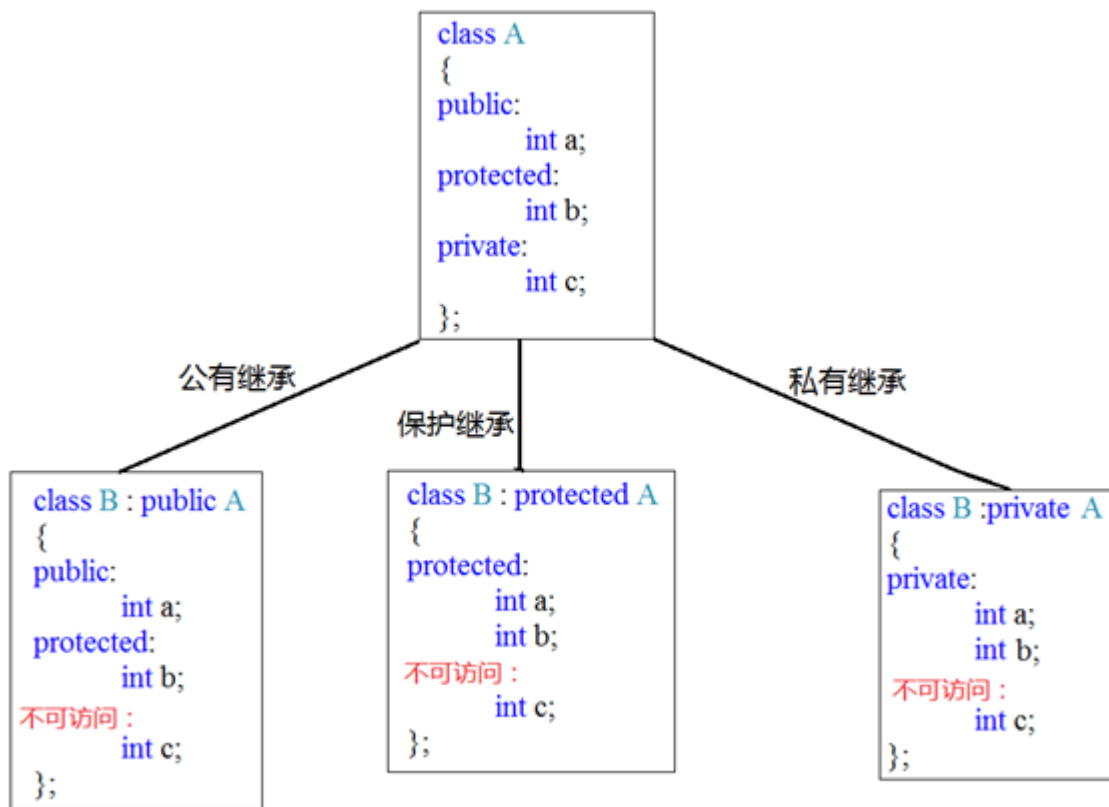 class A
{
public:
int a;
protected:
int b;
private:
int c;
};
公有继承
保护继承
私有继承
class B : public A
{
public:
int a;
protected:
int b;
不可访问：
int c;
};
class B : protected A
{
protected:
int a;
int b;
不可访问：
int c;
};
class B :private A
{
private:
int a;
int b;
不可访问：
int c;
};